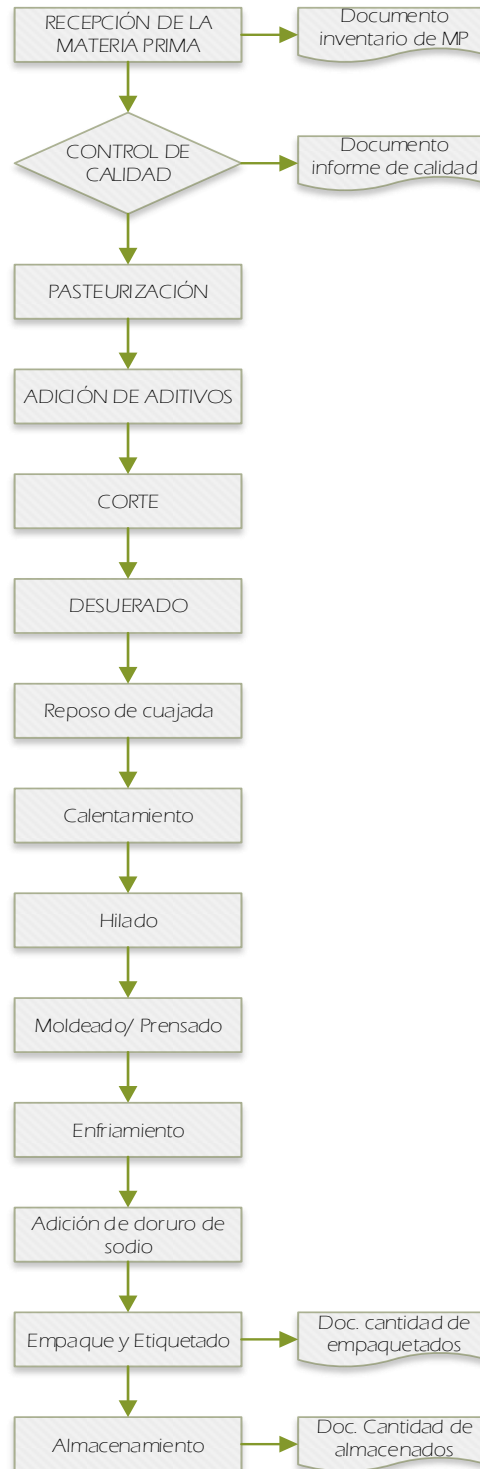 RECEPCIÓN DE LA
MATERIA PRIMA
Documento
inventario de MP
CONTROL DE
CALIDAD
Documento
informe de calidad
PASTEURIZACIÓN
ADICIÓN DE ADITIVOS
CORTE
DESUERADO
Reposo de cuajada
Calentamiento
Hilado
Moldeado/ Prensado
Enfriamiento
Adición de cloruro de
sodio
Empaque y Etiquetado
Doc. cantidad de
empaquetados
Almacenamiento
Doc. Cantidad de
almacenados